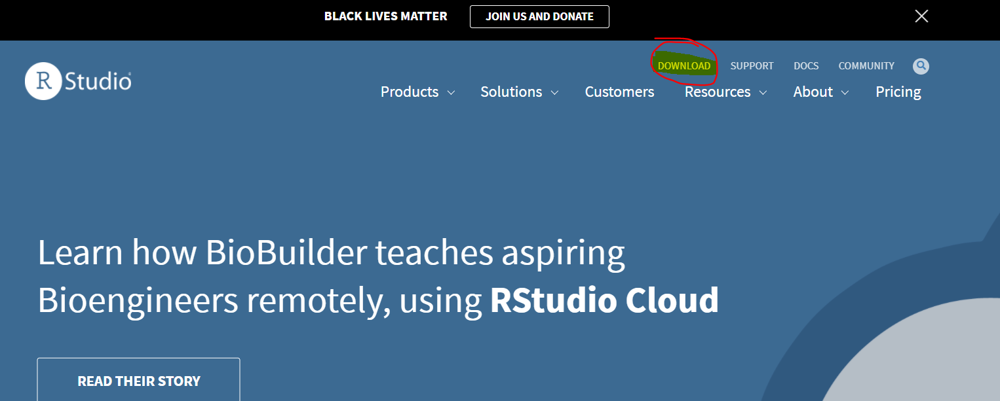 BLACK LIVES MATTER JOIN US AND DONATE
DOWNLOAD SUPPORT DOCS COMMUNITY
R Studio®
Products Solutions Customers Resources About Pricing
Learn how BioBuilder teaches aspiring
Bioengineers remotely, using RStudio Cloud
READ THEIR STORY